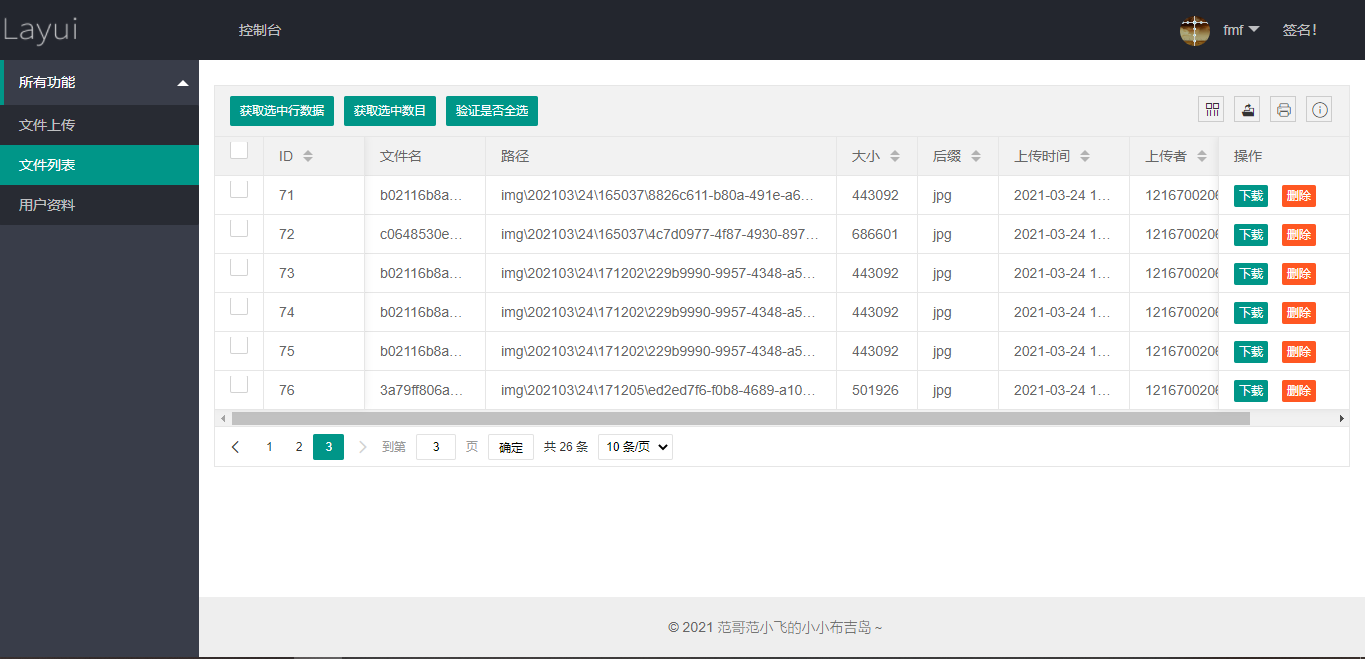 Layui 控制台 fmf 签名！
所有功能
文件上传
文件列表
用户资料
获取选中行数据 获取选中数目 验证是否全选
ID 文件名 路径 大小 后缀 上传时间 上传者 操作
71 b02116b8a... img\202103\24\165037\8826c611-b80a-491e-a6... 443092 jpg 2021-03-24 1... 1216700206 下载 删除
72 c0648530e... img\202103\24\165037\4c7d0977-4f87-4930-897... 686601 jpg 2021-03-24 1... 1216700206 下载 删除
73 b02116b8a... img\202103\24\171202\229b9990-9957-4348-a5... 443092 jpg 2021-03-24 1... 1216700206 下载 删除
74 b02116b8a... img\202103\24\171202\229b9990-9957-4348-a5... 443092 jpg 2021-03-24 1... 1216700206 下载 删除
75 b02116b8a... img\202103\24\171202\229b9990-9957-4348-a5... 443092 jpg 2021-03-24 1... 1216700206 下载 删除
76 3a79ff806a... img\202103\24\171205\ed2ed7f6-f0b8-4689-a10... 501926 jpg 2021-03-24 1... 1216700206 下载 删除
1 2 3 到第 3 页 确定 共 26 条 10 条/页
© 2021 范哥范小飞的小小布吉岛 ~